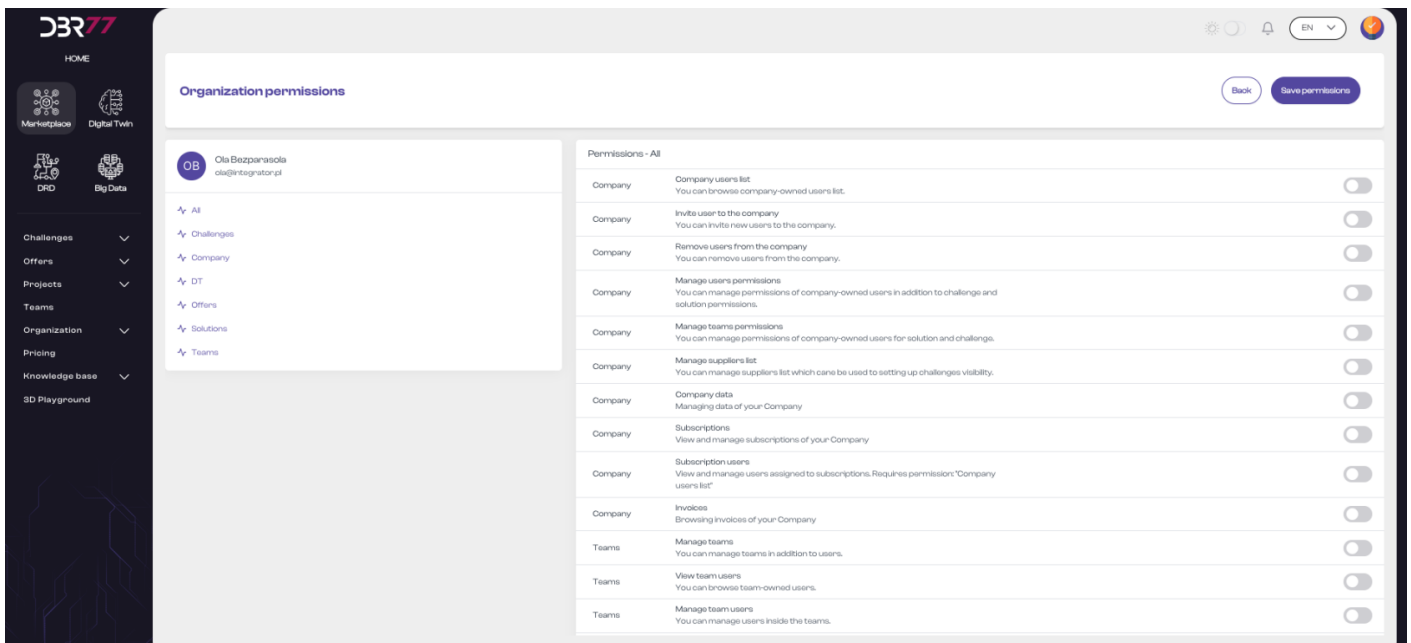 DBR77
EN
HOME
Marketplace
Digital Twin
DRD
Big Data
Challenges
Offers
Projects
Teams
Organization
Pricing
Knowledge base
3D Playground
Organization permissions
Back
Save permissions
OB
Ola Bezparasola
ola@integrator.pl
All
Challenges
Company
DT
Offers
Solutions
Teams
Permissions - All
Company
Company users list
You can browse company-owned users list.
Company
Invite user to the company
You can invite new users to the company.
Company
Remove users from the company
You can remove users from the company.
Company
Manage users permissions
You can manage permissions of company-owned users in addition to challenge and
solution permissions.
Company
Manage teams permissions
You can manage permissions of company-owned users for solution and challenge.
Company
Manage suppliers list
You can manage suppliers list which cane be used to setting up challenges visibility.
Company
Company data
Managing data of your Company
Company
Subscriptions
View and manage subscriptions of your Company
Company
Subscription users
View and manage users assigned to subscriptions. Requires permission: "Company
users list"
Company
Invoices
Browsing invoices of your Company
Teams
Manage teams
You can manage teams in addition to users.
Teams
View team users
You can browse team-owned users.
Teams
Manage team users
You can manage users inside the teams.